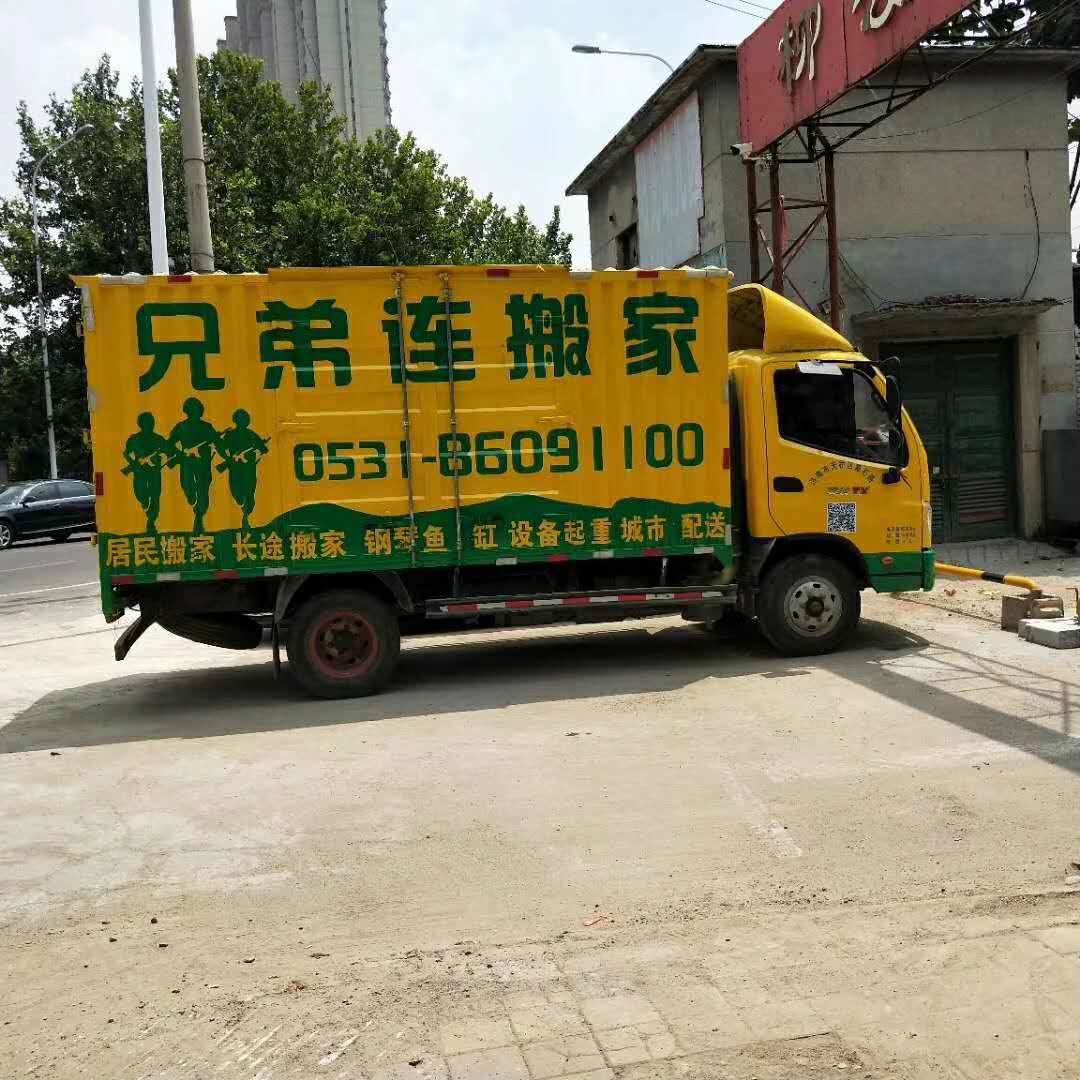 兄弟连搬家
0531-86091100
居民搬家 长途搬家 钢琴鱼 缸 设备起重 城市 配送
柳